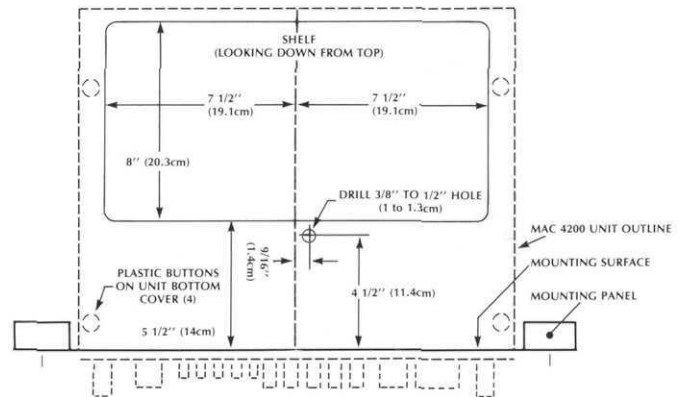 SHELF
(LOOKING DOWN FROM TOP)
7 1/2"
(19.1cm)
7 1/2"
(19.1cm)
8" (20.3cm)
DRILL 3/8" TO 1/2" HOLE
(1 to 1.3cm)
9/16"
(1.4cm)
MAC 4200 UNIT OUTLINE
MOUNTING SURFACE
MOUNTING PANEL
PLASTIC BUTTONS
ON UNIT BOTTOM
COVER (4)
4 1/2" (11.4cm)
5 1/2" (14cm)